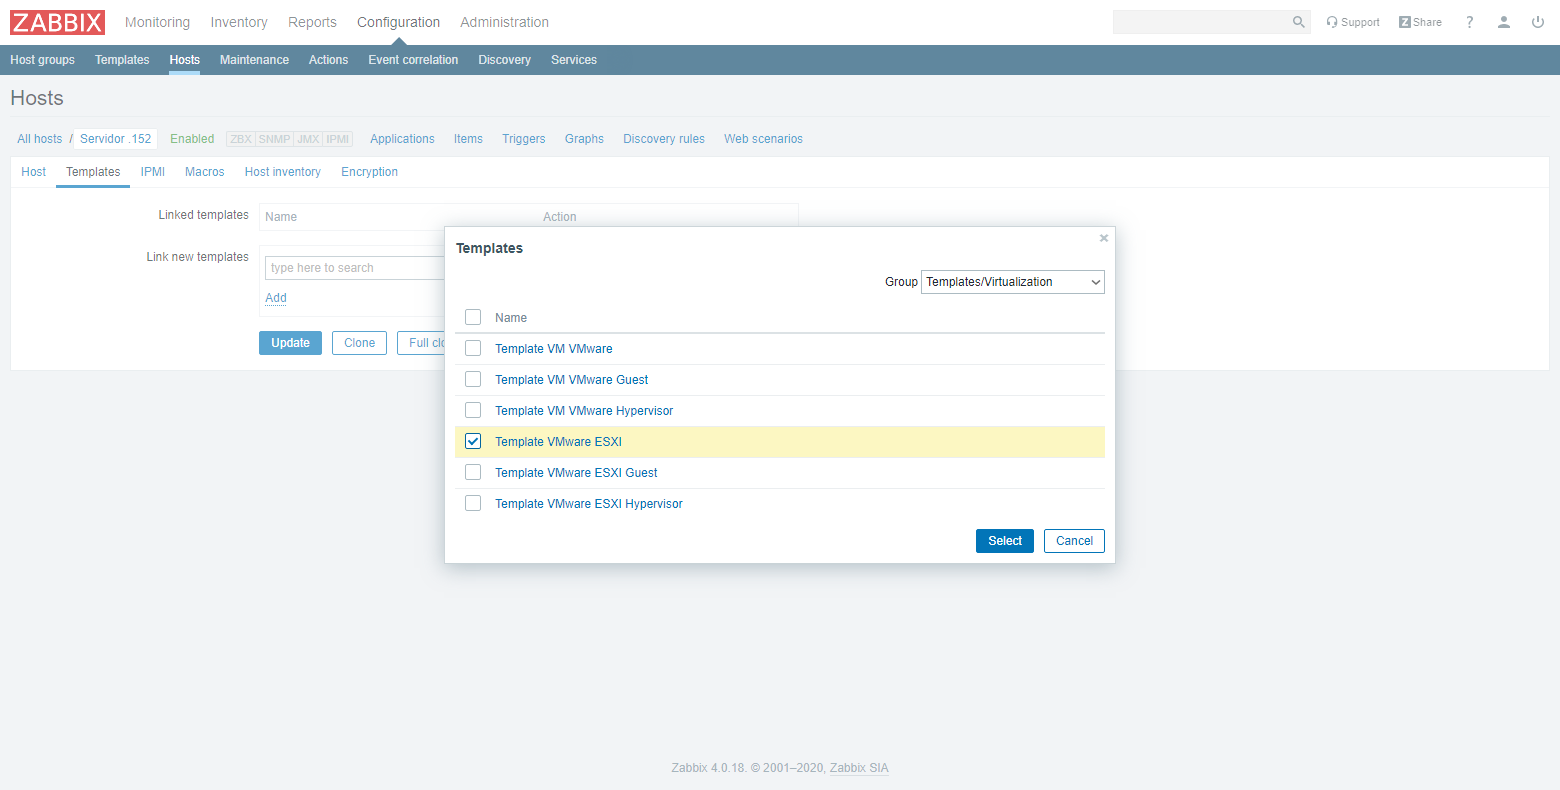 ZABBIX Monitoring Inventory Reports Configuration Administration Support Z Share ?
Host groups Templates Hosts Maintenance Actions Event correlation Discovery Services
Hosts
All hosts / Servidor .152 Enabled ZBX SNMP JMX IPMI Applications Items Triggers Graphs Discovery rules Web scenarios
Host Templates IPMI Macros Host inventory Encryption
Linked templates Name Action
Link new templates
type here to search
Add
Update Clone Full clo
Templates
Group Templates/Virtualization
Name
Template VM VMware
Template VM VMware Guest
Template VM VMware Hypervisor
Template VMware ESXI
Template VMware ESXI Guest
Template VMware ESXI Hypervisor
Select Cancel
Zabbix 4.0.18. © 2001–2020, Zabbix SIA